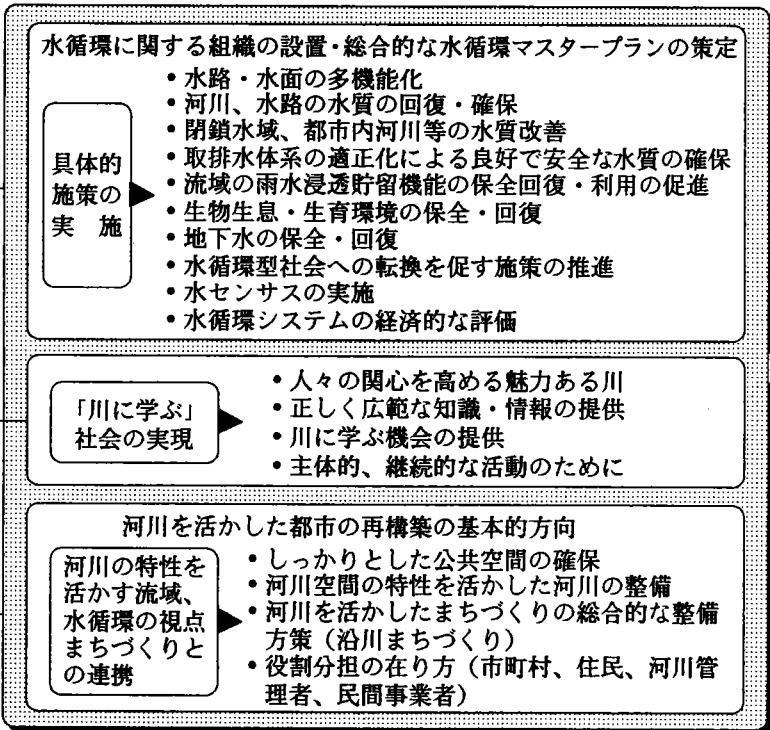 水循環に関する組織の設置・総合的な水循環マスタープランの策定
具体的
施策の
実　施
・水路・水面の多機能化
・河川、水路の水質の回復・確保
・閉鎖水域、都市内河川等の水質改善
・取排水体系の適正化による良好で安全な水質の確保
・流域の雨水浸透貯留機能の保全回復・利用の促進
・生物生息・生育環境の保全・回復
・地下水の保全・回復
・水循環型社会への転換を促す施策の推進
・水センサスの実施
・水循環システムの経済的な評価
「川に学ぶ」
社会の実現
・人々の関心を高める魅力ある川
・正しく広範な知識・情報の提供
・川に学ぶ機会の提供
・主体的、継続的な活動のために
河川を活かした都市の再構築の基本的方向
河川の特性を
活かす流域、
水循環の視点
まちづくりと
の連携
・しっかりとした公共空間の確保
・河川空間の特性を活かした河川の整備
・河川を活かしたまちづくりの総合的な整備
方策（沿川まちづくり）
・役割分担の在り方（市町村、住民、河川管
理者、民間事業者）